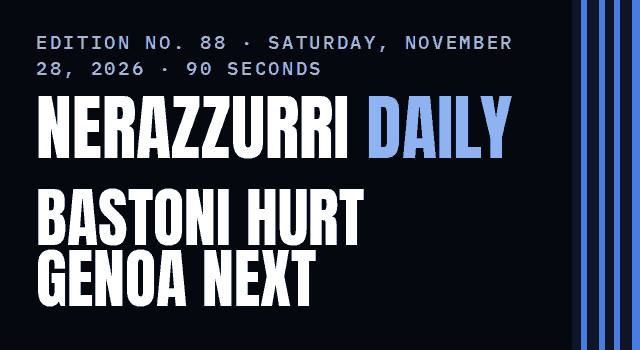 EDITION NO. 88 · SATURDAY, NOVEMBER
28, 2026 · 90 SECONDS
NERAZZURRI DAILY
BASTONI HURT
GENOA NEXT